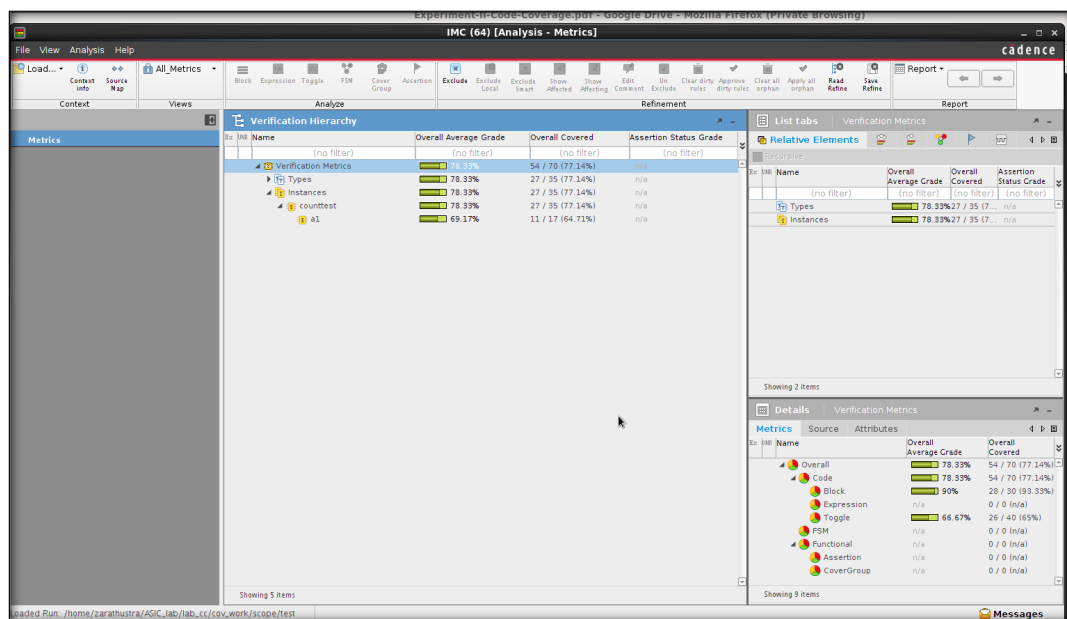 Experiment-II-Code-Coverage.pdf - Google Drive - Mozilla Firefox (Private Browsing)
IMC (64) [Analysis - Metrics]
File View Analysis Help
cādence
Load... Context info Source Map
Context
All_Metrics
Views
Block Expression Toggle FSM Cover Group Assertion
Analyze
Exclude Exclude Local Exclude Smart Show Affected Show Affecting Edit Comment Un Exclude Clear dirty rules Approve dirty rules Clear all orphan Apply all orphan Read Refine Save Refine
Refinement
Report
Report
Metrics
Verification Hierarchy
Ex UNR Name Overall Average Grade Overall Covered Assertion Status Grade
(no filter) (no filter) (no filter) (no filter)
Verification Metrics 78.33% 54 / 70 (77.14%) n/a
Types 78.33% 27 / 35 (77.14%) n/a
Instances 78.33% 27 / 35 (77.14%) n/a
counttest 78.33% 27 / 35 (77.14%) n/a
a1 69.17% 11 / 17 (64.71%) n/a
Showing 5 items
List tabs Verification Metrics
Relative Elements
Recursive
Ex UNR Name Overall Average Grade Overall Covered Assertion Status Grade
(no filter) (no filter) (no filter) (no filter)
Types 78.33% 27 / 35 (7... n/a
Instances 78.33% 27 / 35 (7... n/a
Showing 2 items
Details Verification Metrics
Metrics Source Attributes
Ex UNR Name Overall Average Grade Overall Covered
Overall 78.33% 54 / 70 (77.14%)
Code 78.33% 54 / 70 (77.14%)
Block 90% 28 / 30 (93.33%)
Expression n/a 0 / 0 (n/a)
Toggle 66.67% 26 / 40 (65%)
FSM n/a 0 / 0 (n/a)
Functional n/a 0 / 0 (n/a)
Assertion n/a 0 / 0 (n/a)
CoverGroup n/a 0 / 0 (n/a)
Showing 9 items
oaded Run: /home/zarathustra/ASIC_lab/lab_cc/cov_work/scope/test
Messages